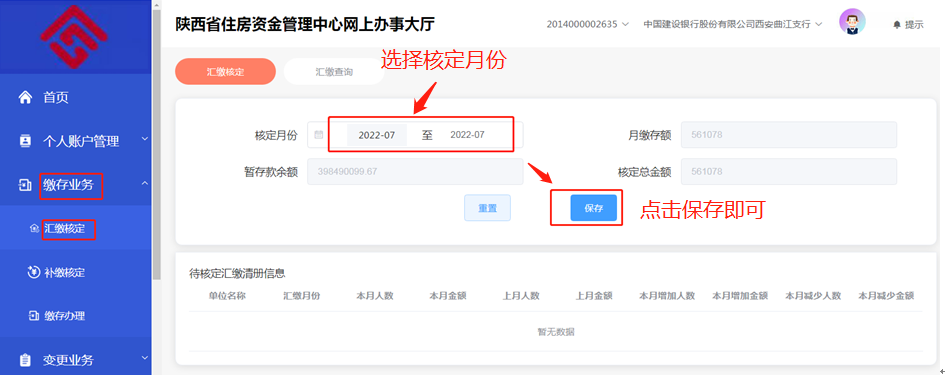 陕西省住房资金管理中心网上办事大厅
2014000002635
中国建设银行股份有限公司西安曲江支行
提示
首页
个人账户管理
缴存业务
汇缴核定
补缴核定
缴存办理
变更业务
汇缴核定
汇缴查询
选择核定月份
核定月份
2022-07
至
2022-07
月缴存额
561078
暂存款余额
398490099.67
核定总金额
561078
重置
保存
点击保存即可
待核定汇缴清册信息
单位名称 汇缴月份 本月人数 本月金额 上月人数 上月金额 本月增加人数 本月增加金额 本月减少人数 本月减少金额
暂无数据